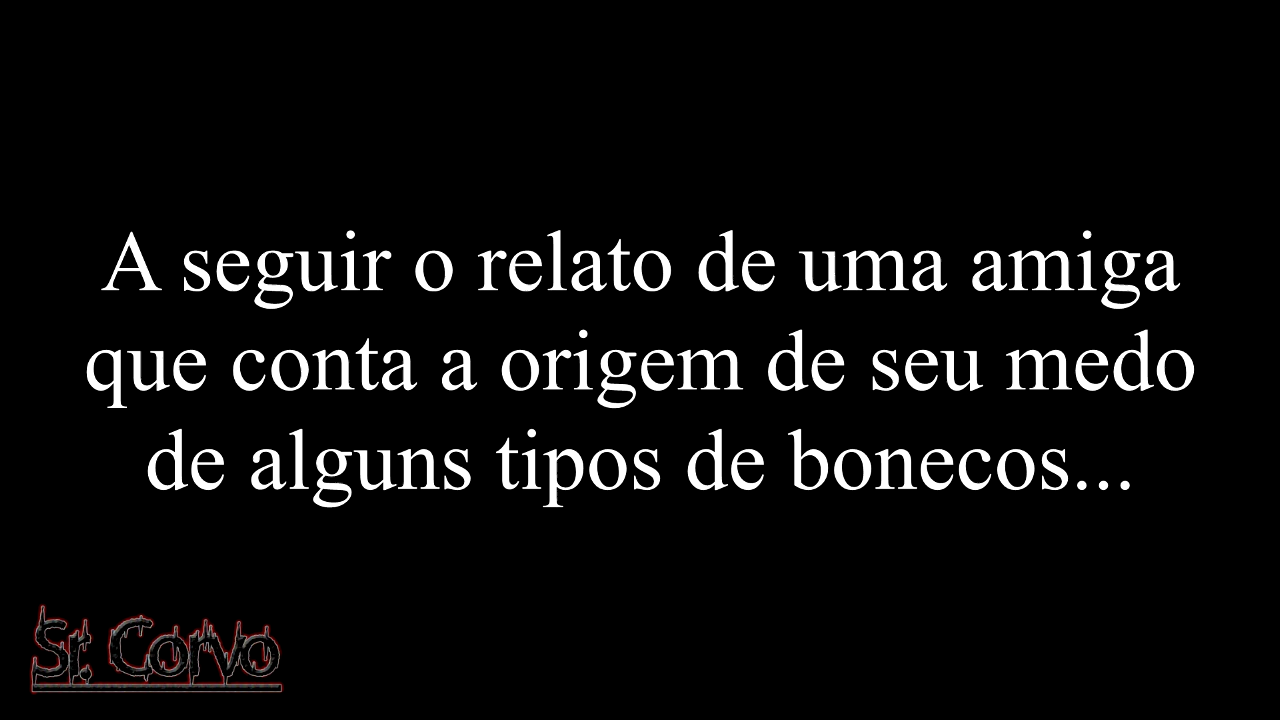 A seguir o relato de uma amiga
que conta a origem de seu medo
de alguns tipos de bonecos...
Sr. Corvo